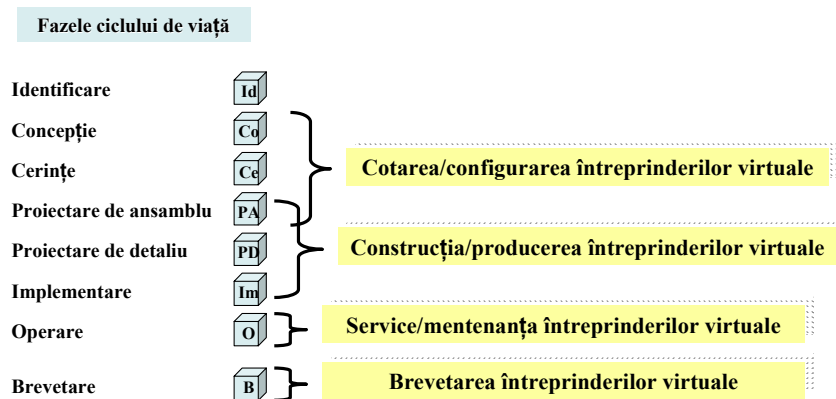 Fazele ciclului de viață
Identificare Id
Concepție Co
Cerințe Ce
Cotarea/configurarea întreprinderilor virtuale
Proiectare de ansamblu PA
Proiectare de detaliu PD
Construcția/producerea întreprinderilor virtuale
Implementare Im
Operare O
Service/mentenanța întreprinderilor virtuale
Brevetare B
Brevetarea întreprinderilor virtuale